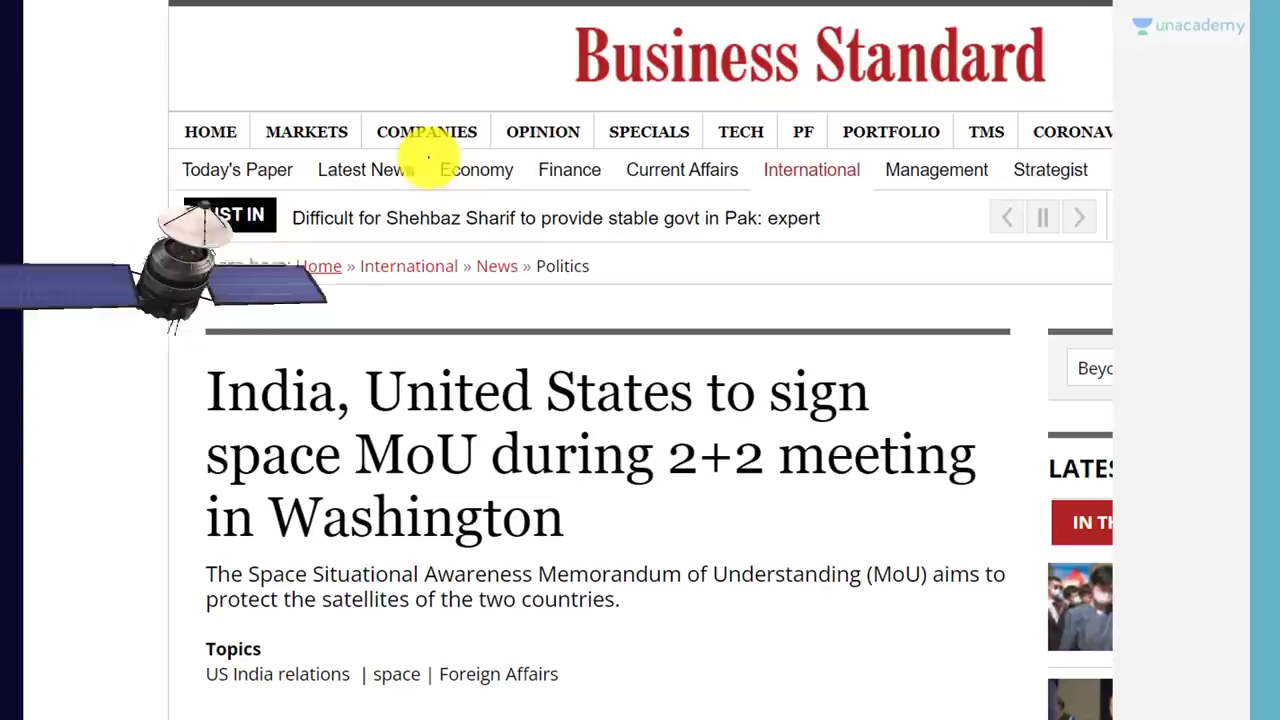 unacademy
Business Standard
HOME MARKETS COMPANIES OPINION SPECIALS TECH PF PORTFOLIO TMS
Today's Paper Latest News Economy Finance Current Affairs International Management Strategist
IN Difficult for Shehbaz Sharif to provide stable govt in Pak: expert
Home » International » News » Politics
India, United States to sign
space MoU during 2+2 meeting
in Washington
The Space Situational Awareness Memorandum of Understanding (MoU) aims to
protect the satellites of the two countries.
Topics
US India relations | space | Foreign Affairs